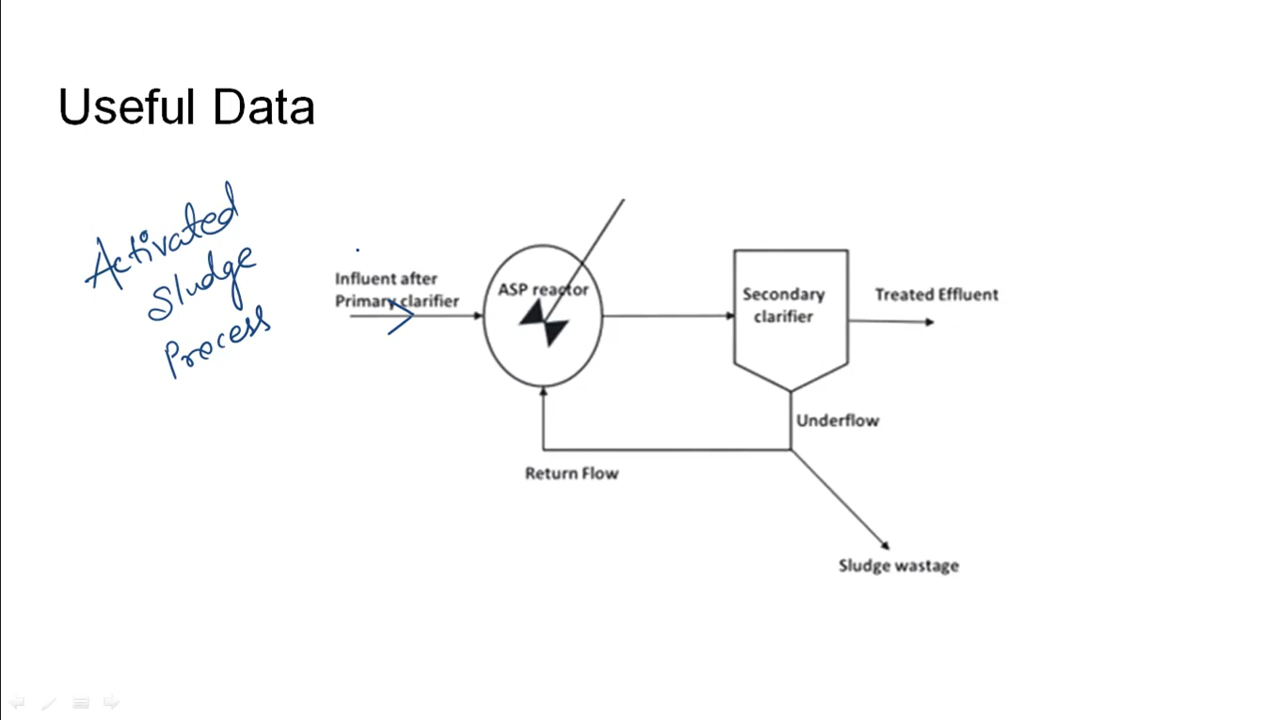 Useful Data
Activated
Sludge
Process
Influent after
Primary clarifier
ASP reactor
Secondary
clarifier
Treated Effluent
Underflow
Return Flow
Sludge wastage